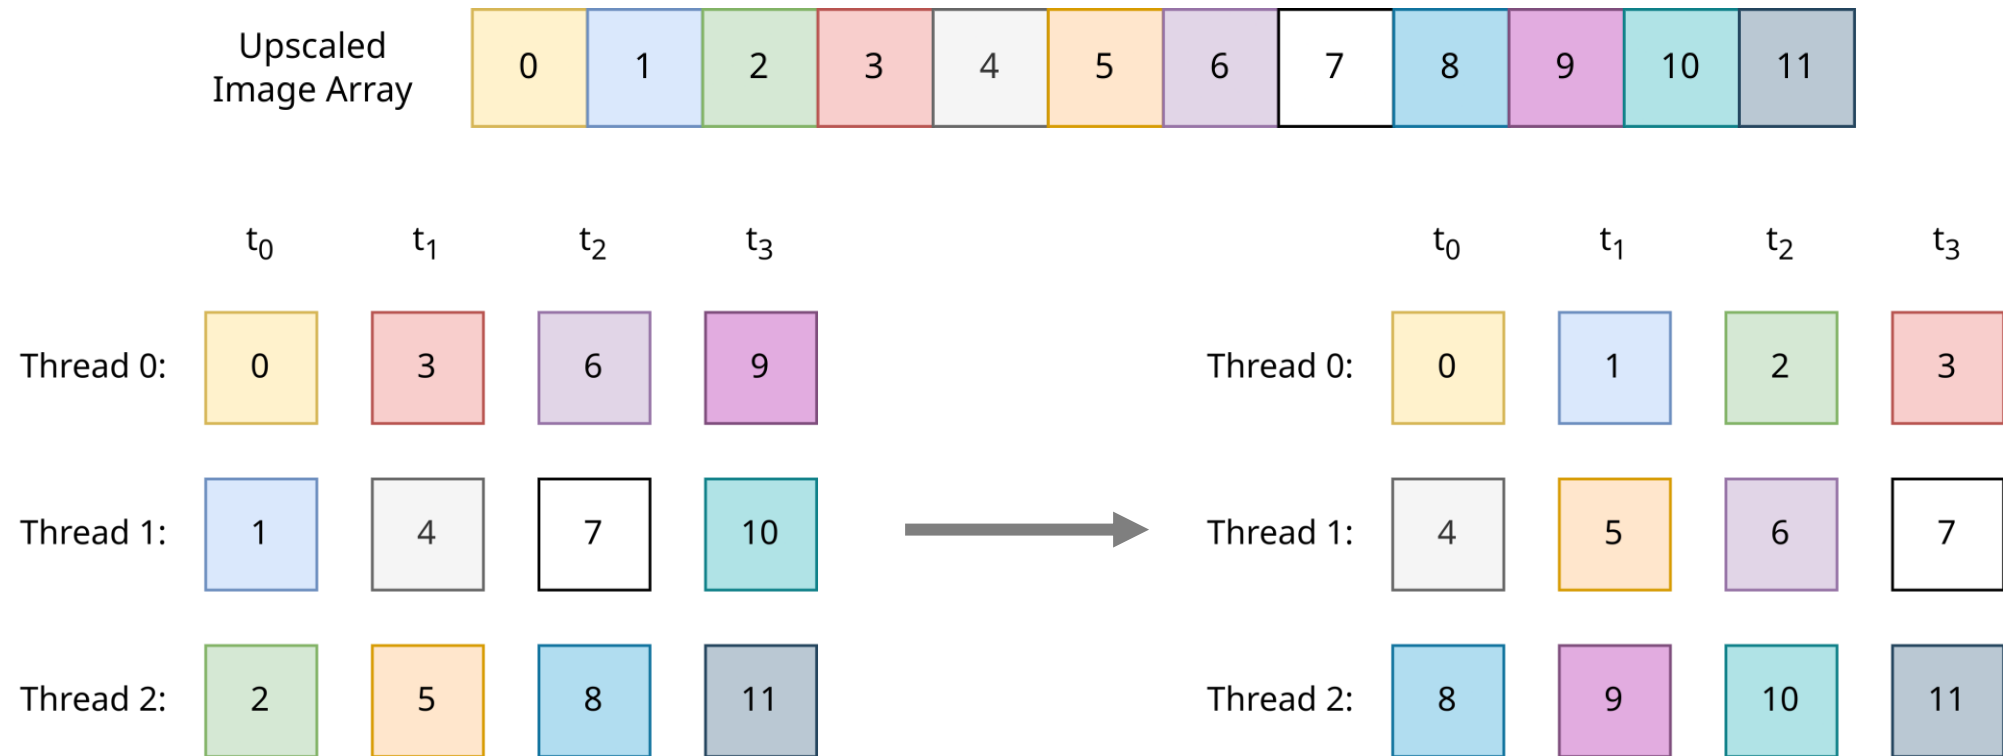 Upscaled
Image Array
0 1 2 3 4 5 6 7 8 9 10 11
t0 t1 t2 t3
t0 t1 t2 t3
Thread 0: 0 3 6 9
Thread 0: 0 1 2 3
Thread 1: 1 4 7 10
Thread 1: 4 5 6 7
Thread 2: 2 5 8 11
Thread 2: 8 9 10 11